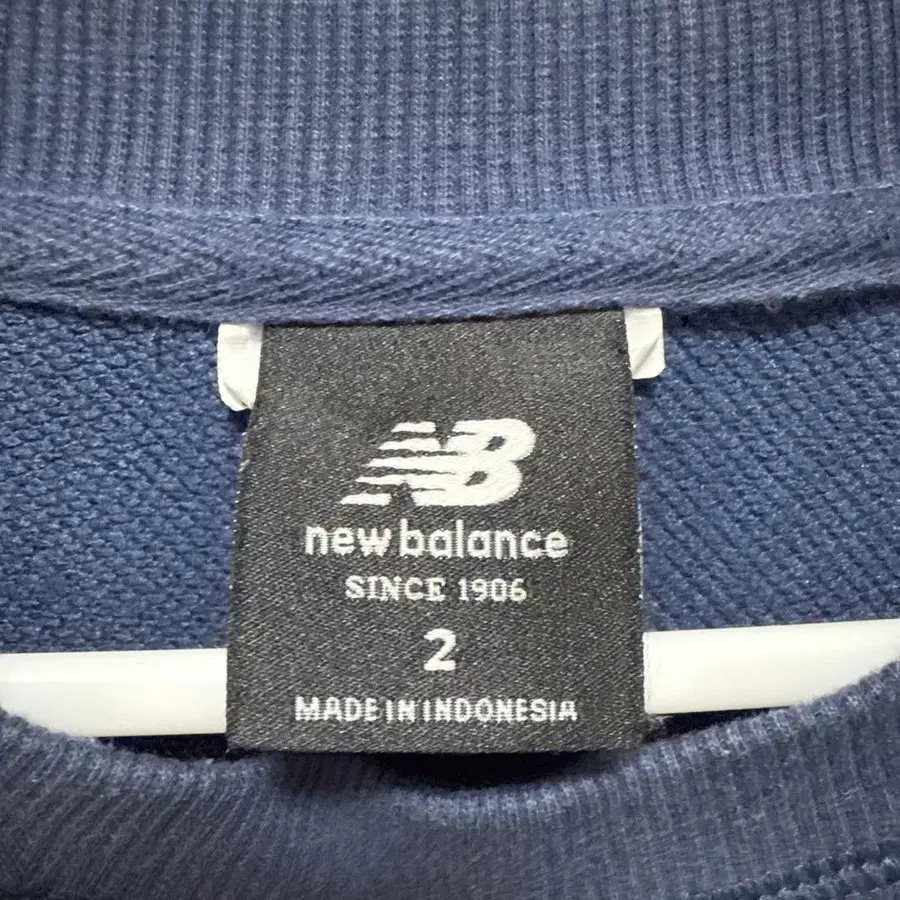 NB
new balance
SINCE 1906
2
MADE IN INDONESIA